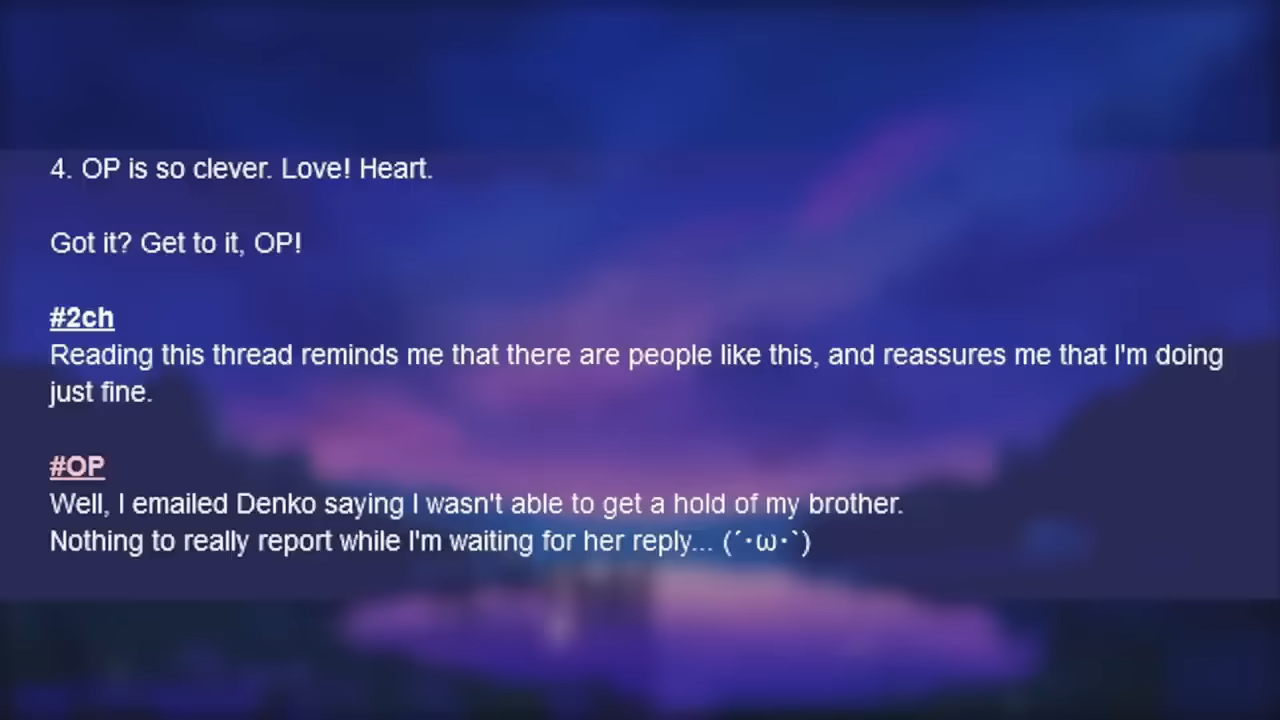 4. OP is so clever. Love! Heart.
Got it? Get to it, OP!
#2ch
Reading this thread reminds me that there are people like this, and reassures me that I'm doing
just fine.
#OP
Well, I emailed Denko saying I wasn't able to get a hold of my brother.
Nothing to really report while I'm waiting for her reply... (´･ω･`)